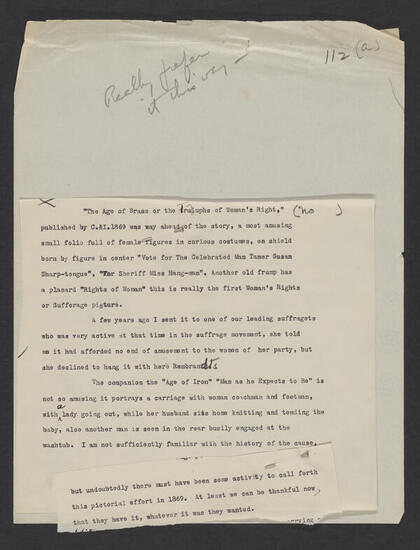 112 (a)
Really prefer
it this way —
X
"The Age of Brass or the Triumphs of Woman's Right," (no )
published by C.&I.1869 was way ahead of the story, a most amusing
small folio full of female figures in curious costumes, on shield
born by figure in center "Vote for The Celebrated Man Tamer Susan
Sharp-tongue", "For Sheriff Miss Hang-man". Another old frump has
a placard "Rights of Woman" this is really the first Woman's Rights
or Sufferage picture.
A few years ago I sent it to one of our leading suffragets
who was very active at that time in the suffrage movement, she told
me it had afforded no end of amusement to the women of her party, but
she declined to hang it with here Rembrandts
The companion the "Age of Iron" "Man as he Expects to Be" is
not so amusing it portrays a carriage with woman coachman and footman,
with a lady going out, while her husband sits home knitting and tending the
baby, also another man is seen in the rear busily engaged at the
washtub. I am not sufficiently familiar with the history of the cause,
but undoubtedly there must have been some activity to call forth
this pictorial effort in 1869. At least we can be thankful now
that they have it, whatever it was they wanted.